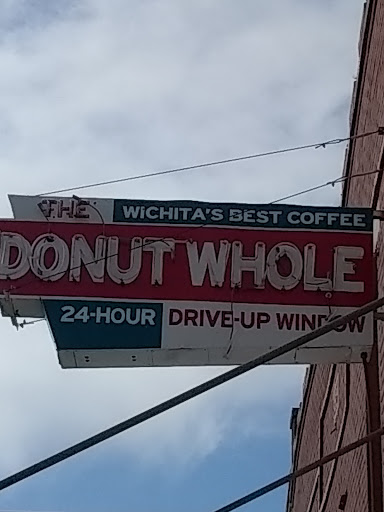 THE WICHITA'S BEST COFFEE
DONUT WHOLE
24-HOUR DRIVE-UP WINDOW